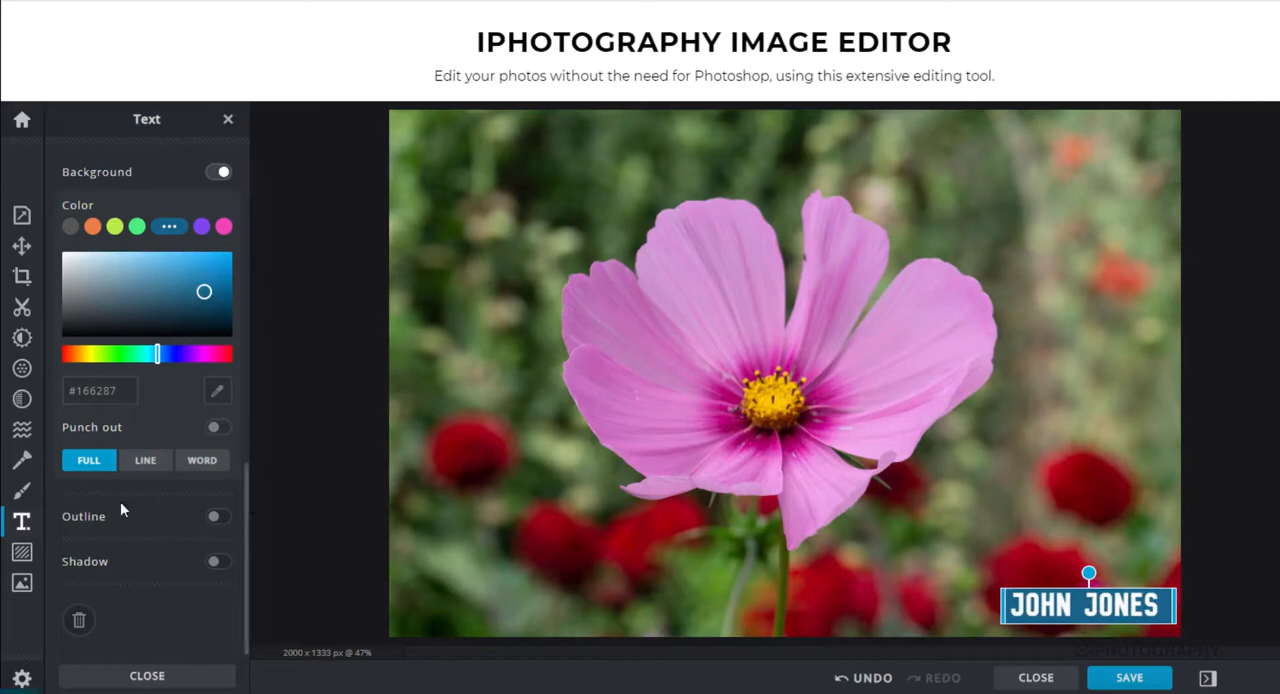 IPHOTOGRAPHY IMAGE EDITOR
Edit your photos without the need for Photoshop, using this extensive editing tool.
Text
Background
Color
#166287
Punch out
FULL LINE WORD
Outline
Shadow
CLOSE
JOHN JONES
IPHOTOGRAPHY
2000 x 1333 px @ 47%
UNDO REDO CLOSE SAVE